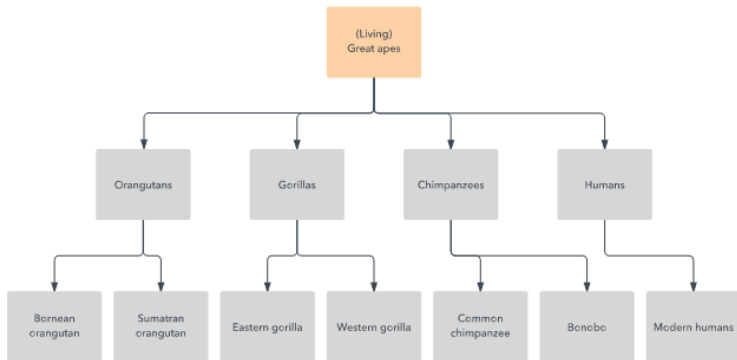 (Living)
Great apes
Orangutans
Gorillas
Chimpanzees
Humans
Bornean
orangutan
Sumatran
orangutan
Eastern gorilla
Western gorilla
Common
chimpanzee
Bonobo
Modern humans